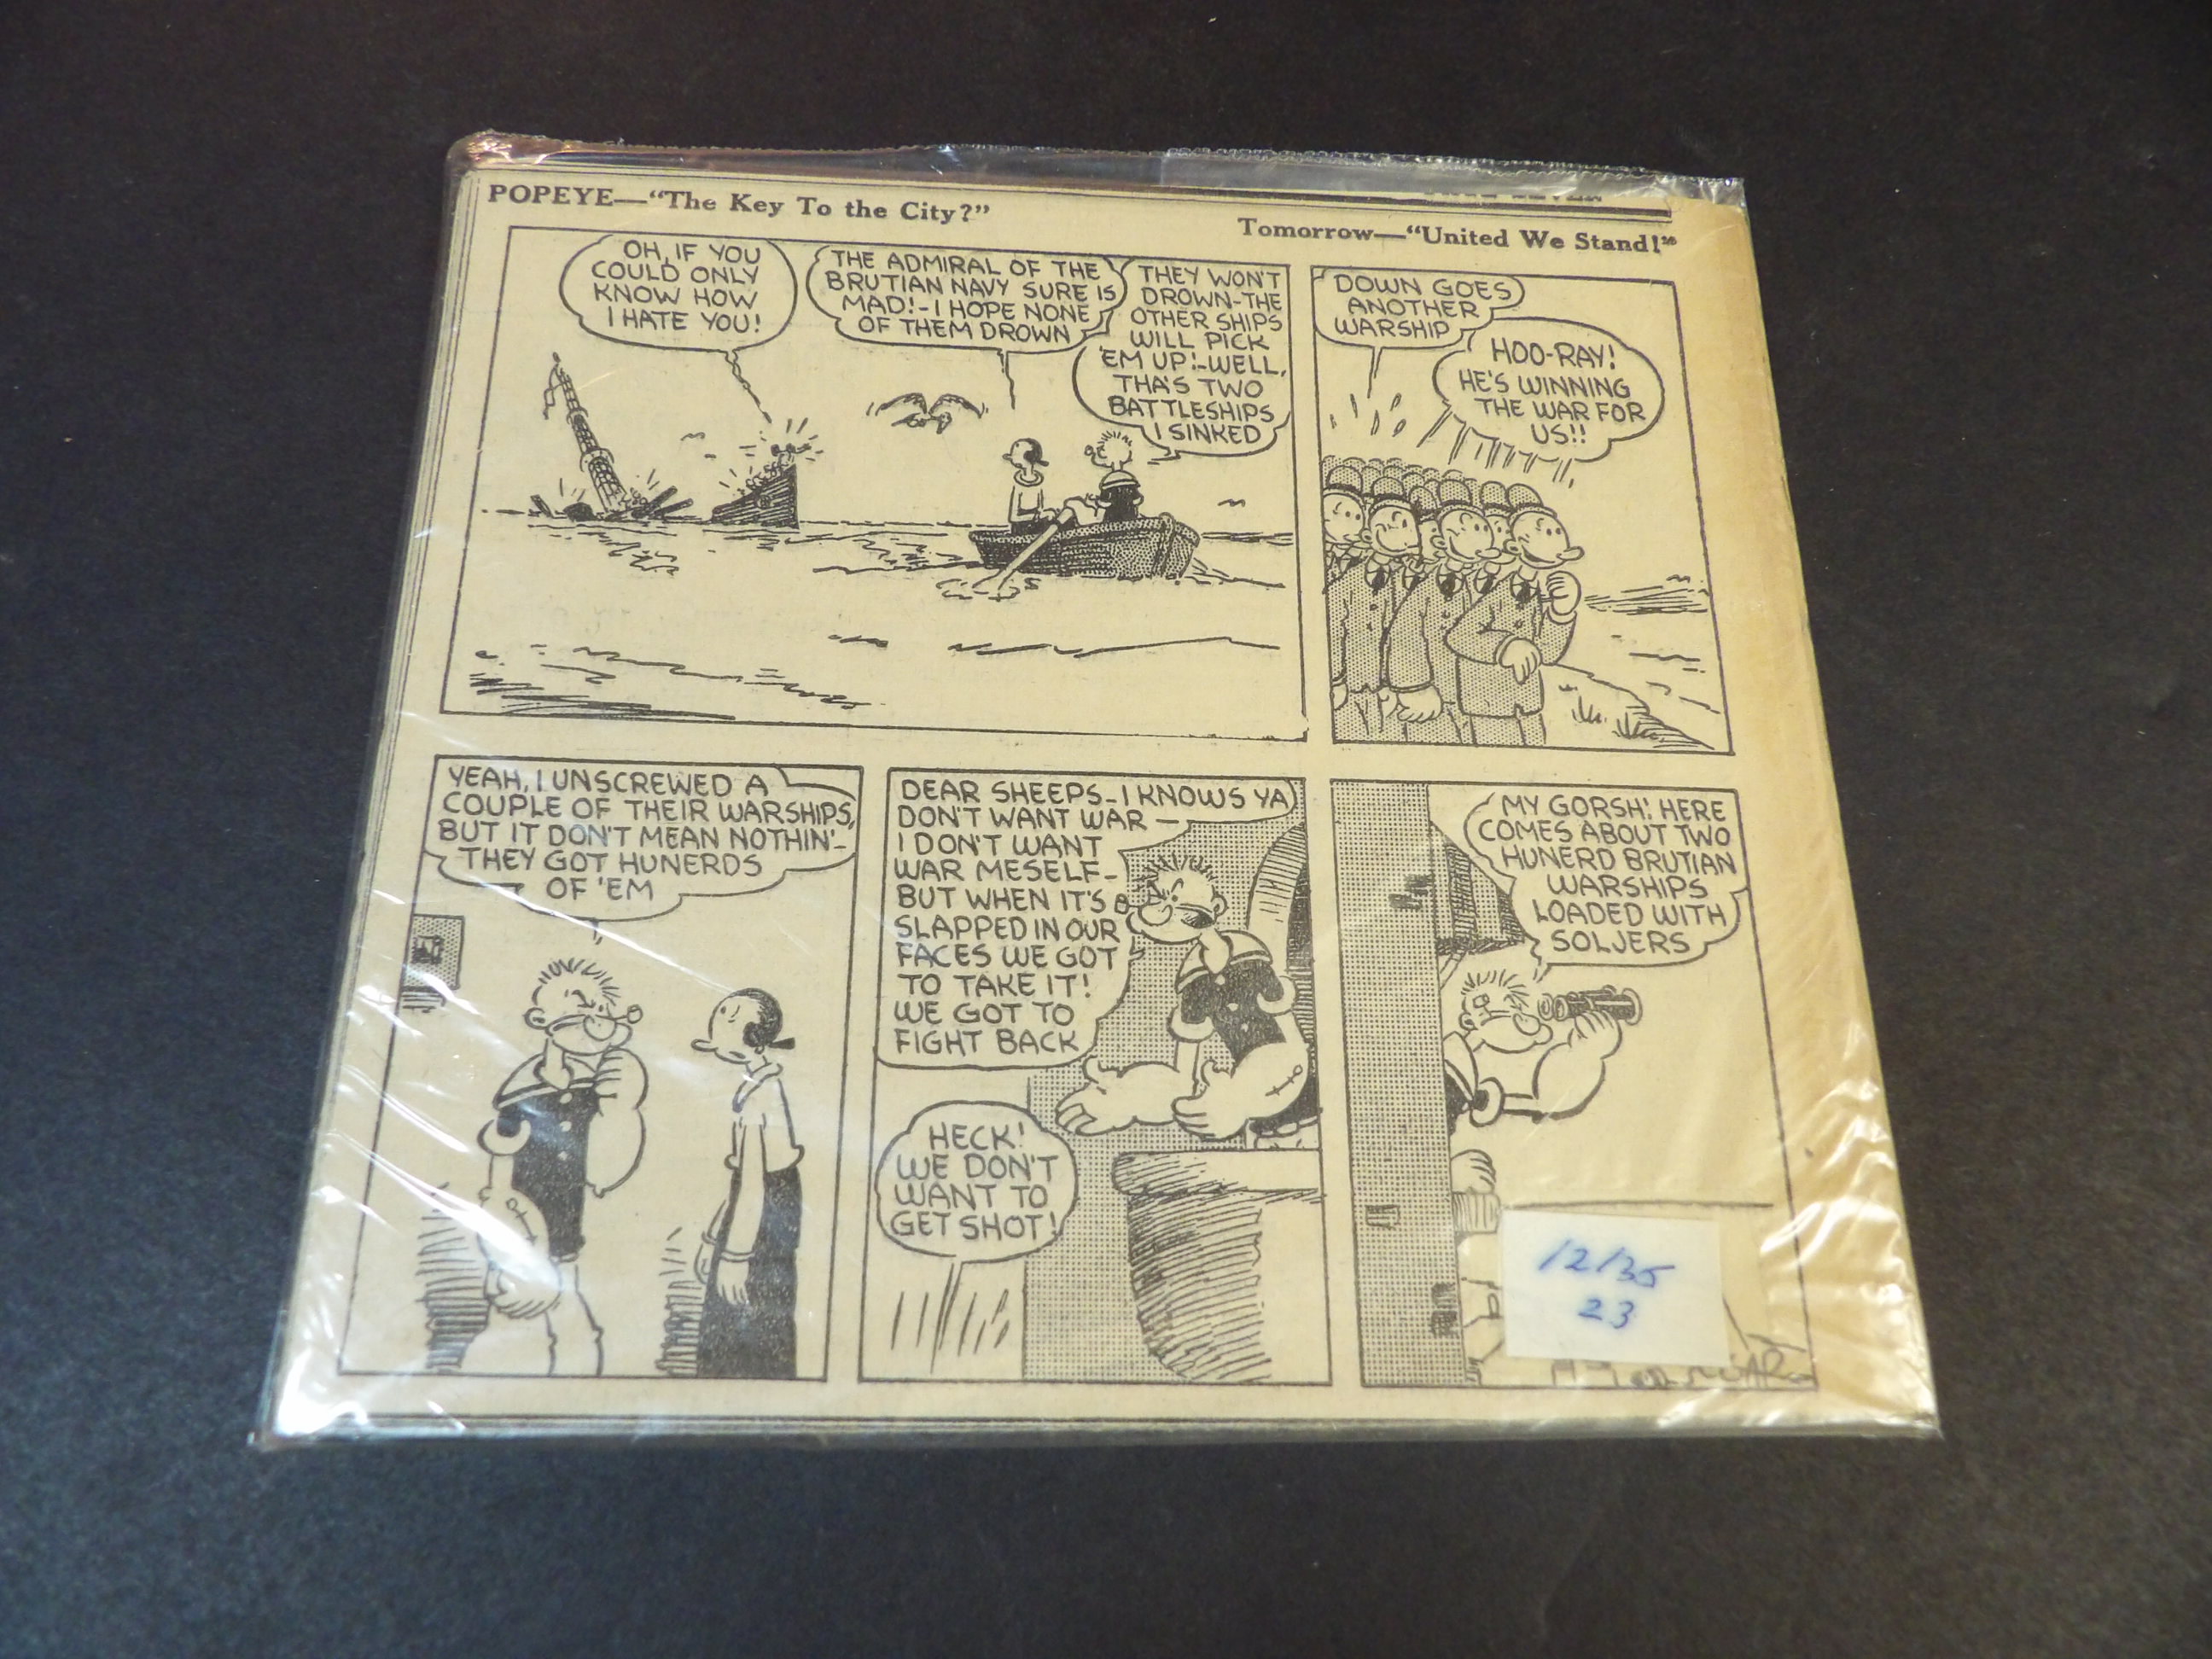 POPEYE—"The Key To the City?"
Tomorrow—"United We Stand!"
OH, IF YOU
COULD ONLY
KNOW HOW
I HATE YOU!
THE ADMIRAL OF THE
BRUTIAN NAVY SURE IS
MAD!-I HOPE NONE
OF THEM DROWN
THEY WON'T
DROWN-THE
OTHER SHIPS
WILL PICK
'EM UP!-WELL,
THA'S TWO
BATTLESHIPS
I SINKED
DOWN GOES
ANOTHER
WARSHIP
HOO-RAY!
HE'S WINNING
THE WAR FOR
US!!
YEAH, I UNSCREWED A
COUPLE OF THEIR WARSHIPS,
BUT IT DON'T MEAN NOTHIN'-
THEY GOT HUNERDS
OF 'EM
DEAR SHEEPS-I KNOWS YA
DON'T WANT WAR—
I DON'T WANT
WAR MESELF-
BUT WHEN IT'S
SLAPPED IN OUR
FACES WE GOT
TO TAKE IT!
WE GOT TO
FIGHT BACK
HECK!
WE DON'T
WANT TO
GET SHOT!
MY GORSH! HERE
COMES ABOUT TWO
HUNERD BRUTIAN
WARSHIPS
LOADED WITH
SOLJERS
12/35
23